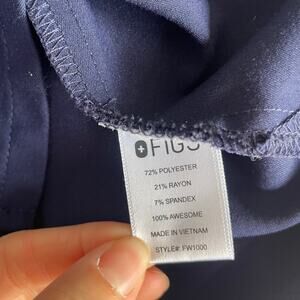 FIGS
72% POLYESTER
21% RAYON
7% SPANDEX
100% AWESOME
MADE IN VIETNAM
STYLE#: FW1000